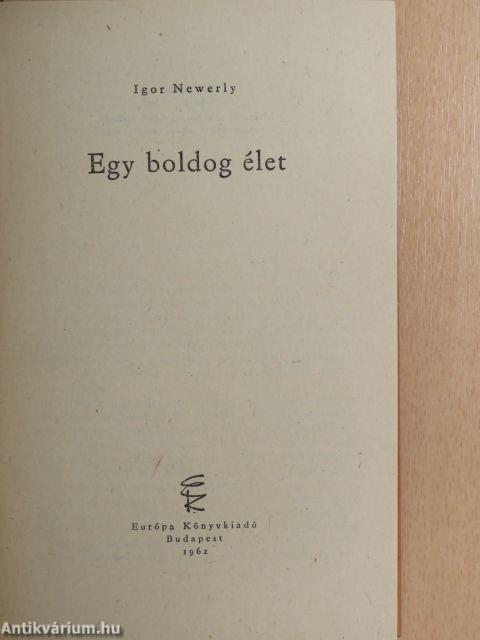 Igor Newerly
Egy boldog élet
Európa Könyvkiadó
Budapest
1962
Antikvárium.hu